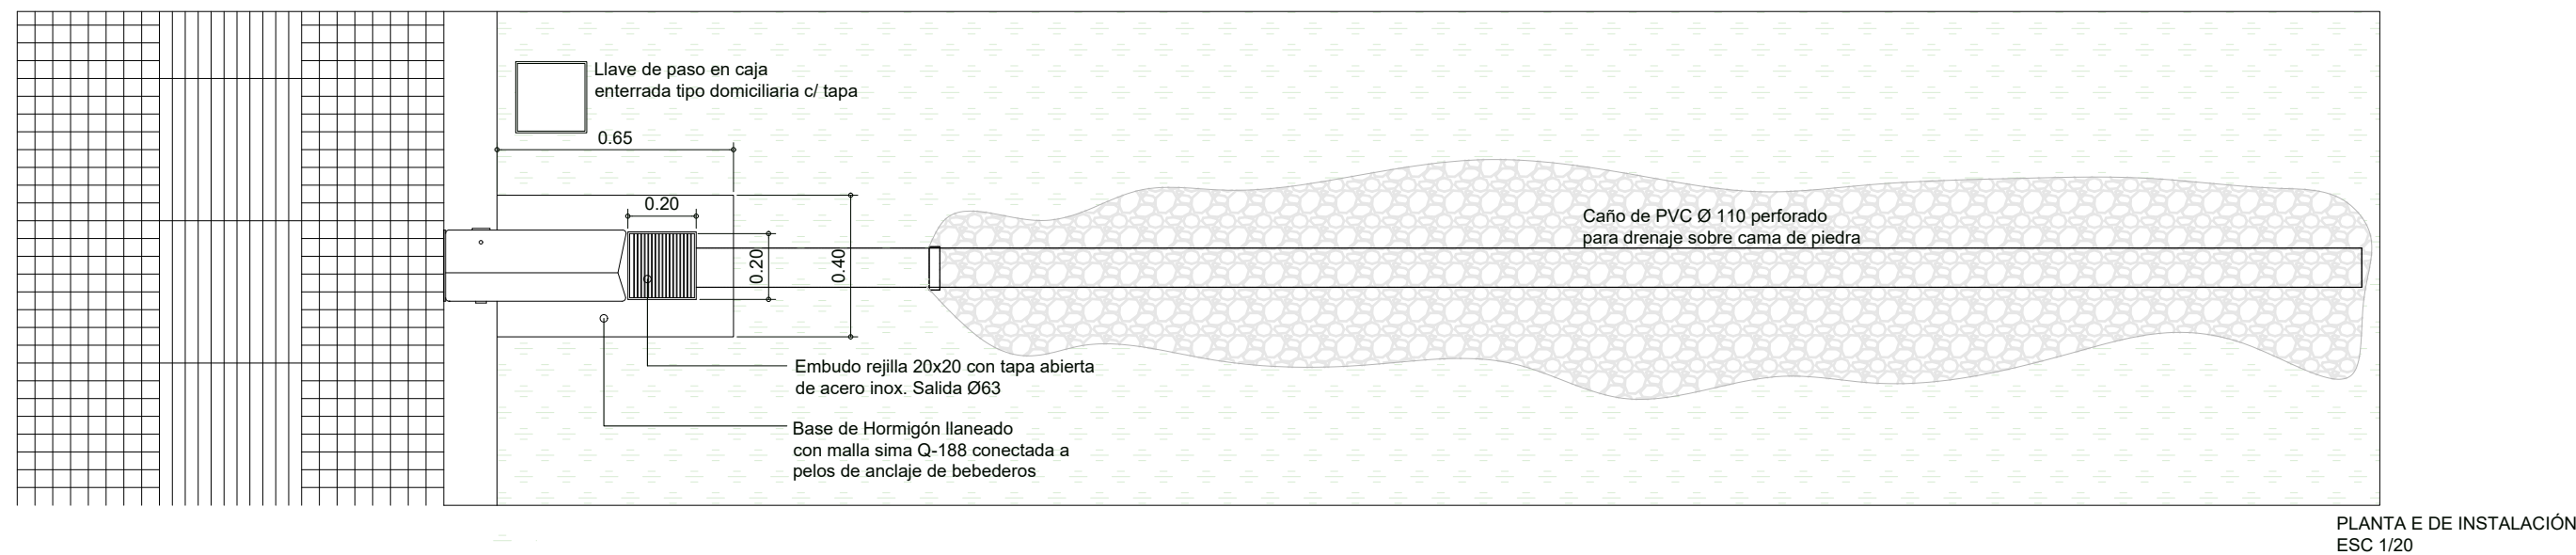 Llave de paso en caja
enterrada tipo domiciliaria c/ tapa
0.65
0.20
0.20
0.40
Caño de PVC Ø 110 perforado
para drenaje sobre cama de piedra
Embudo rejilla 20x20 con tapa abierta
de acero inox. Salida Ø63
Base de Hormigón llaneado
con malla sima Q-188 conectada a
pelos de anclaje de bebederos
PLANTA E DE INSTALACIÓN
ESC 1/20